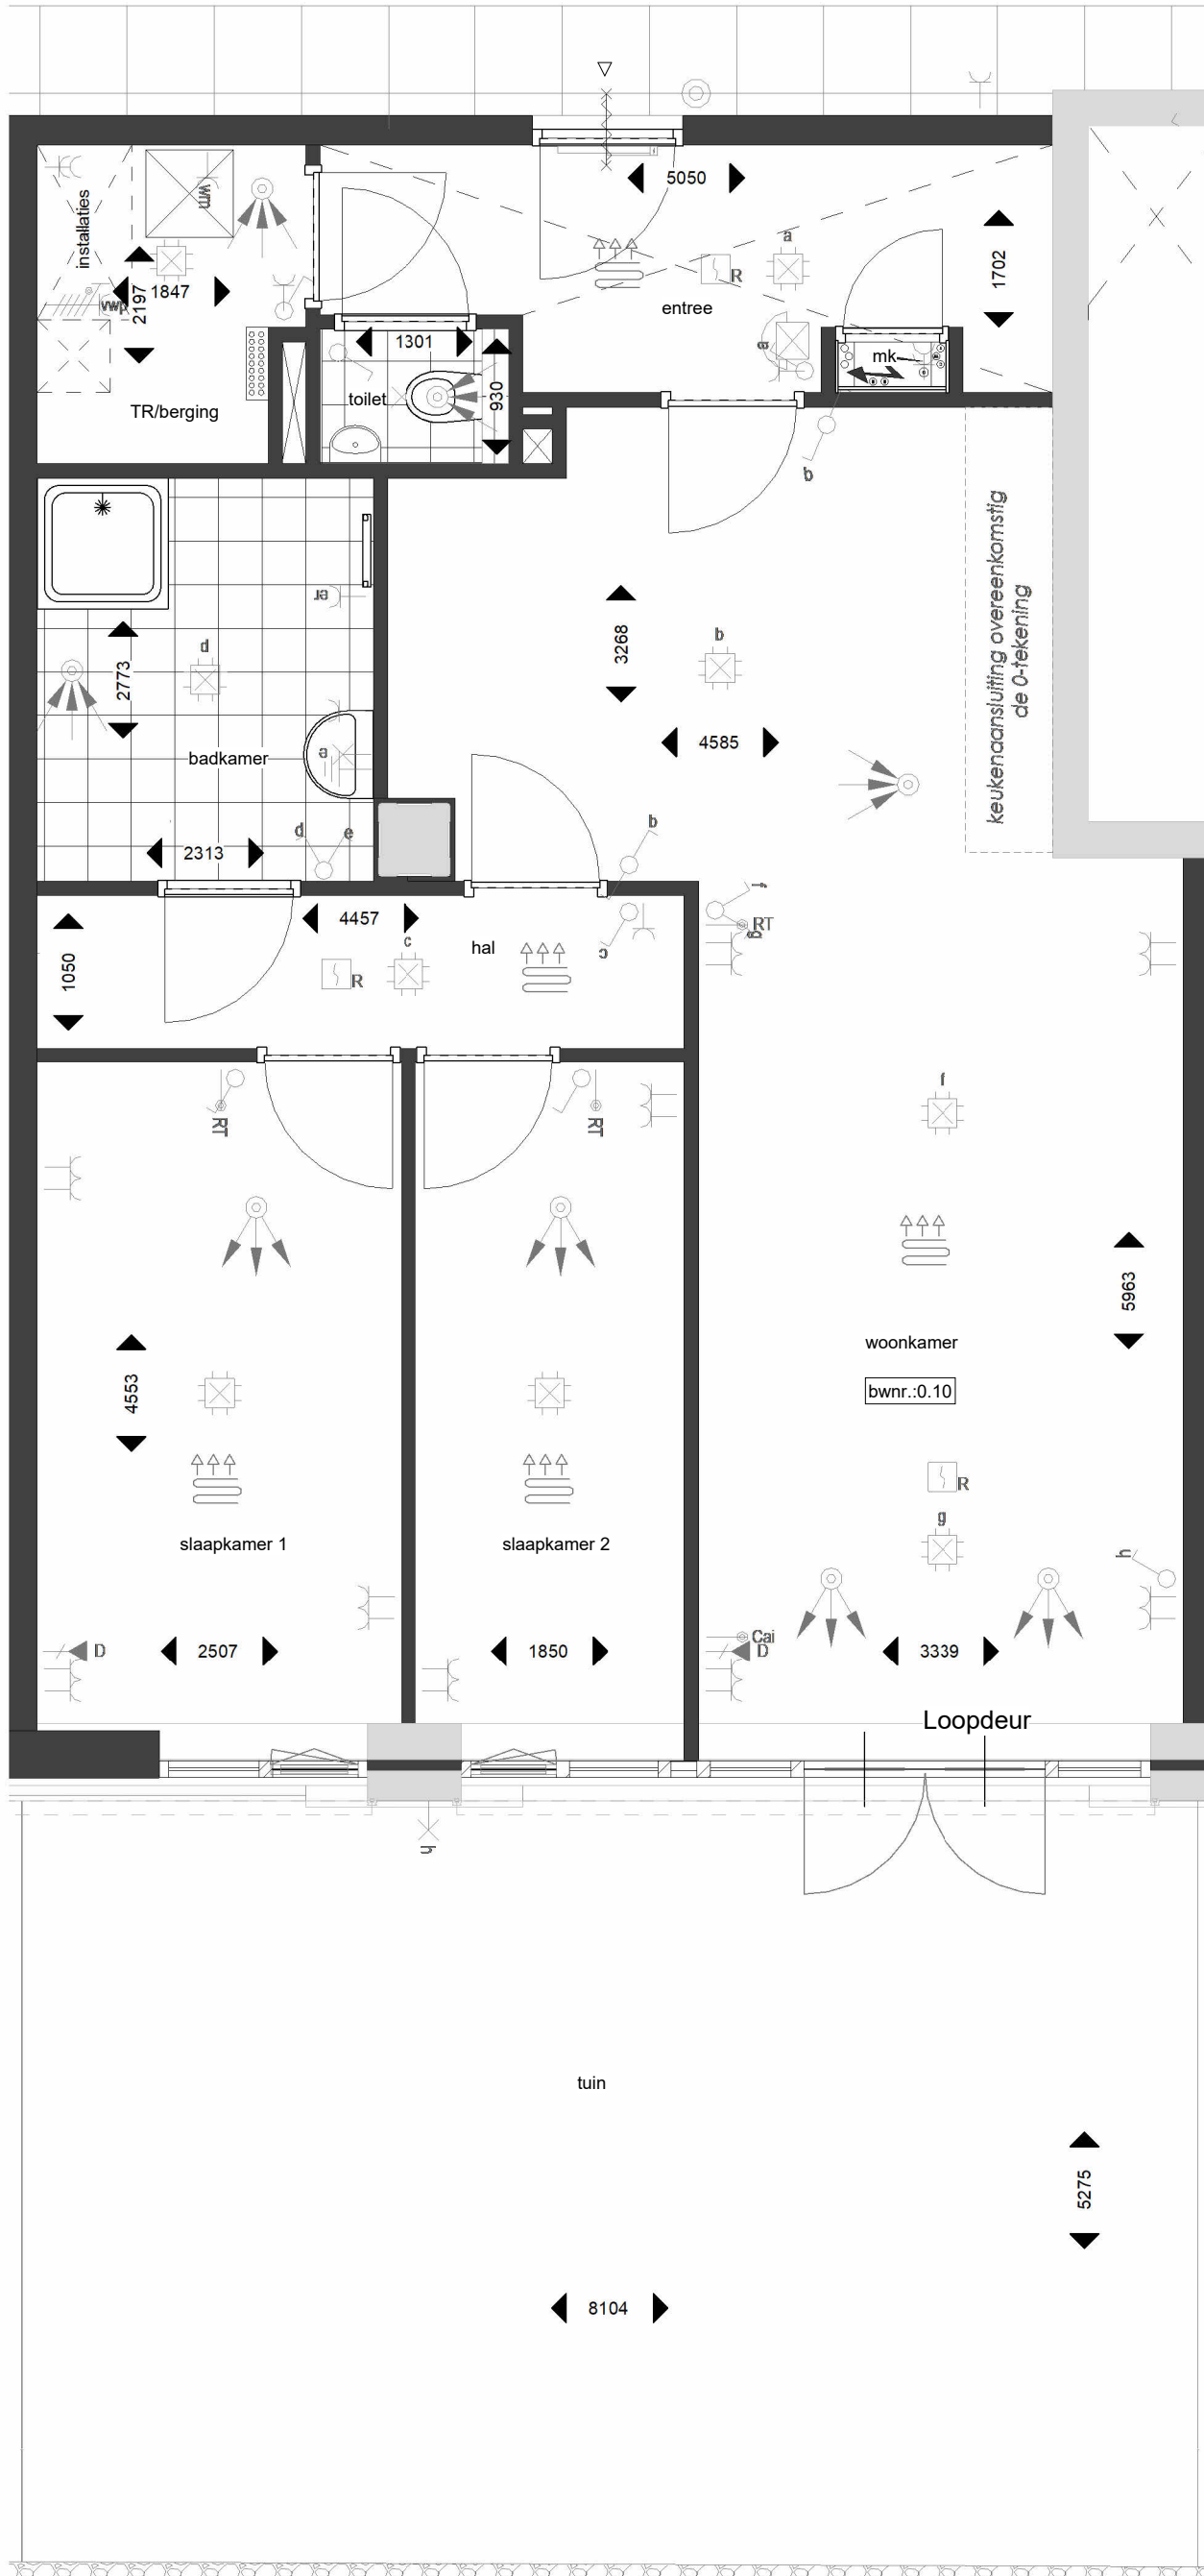 5050
installaties
wm
a
1702
R
2197
1847
vwp
entree
1301
a
mk
toilet
930
TR/berging
b
keukenaansluiting overeenkomstig
de 0-tekening
er
3268
b
d
2773
4585
badkamer
e
d
e
b
2313
4457
f
RT
g
c
hal
c
1050
R
RT
RT
f
5963
woonkamer
4553
bwnr.:0.10
R
g
slaapkamer 1
slaapkamer 2
h
Cai
D
2507
1850
D
3339
Loopdeur
h
tuin
5275
8104